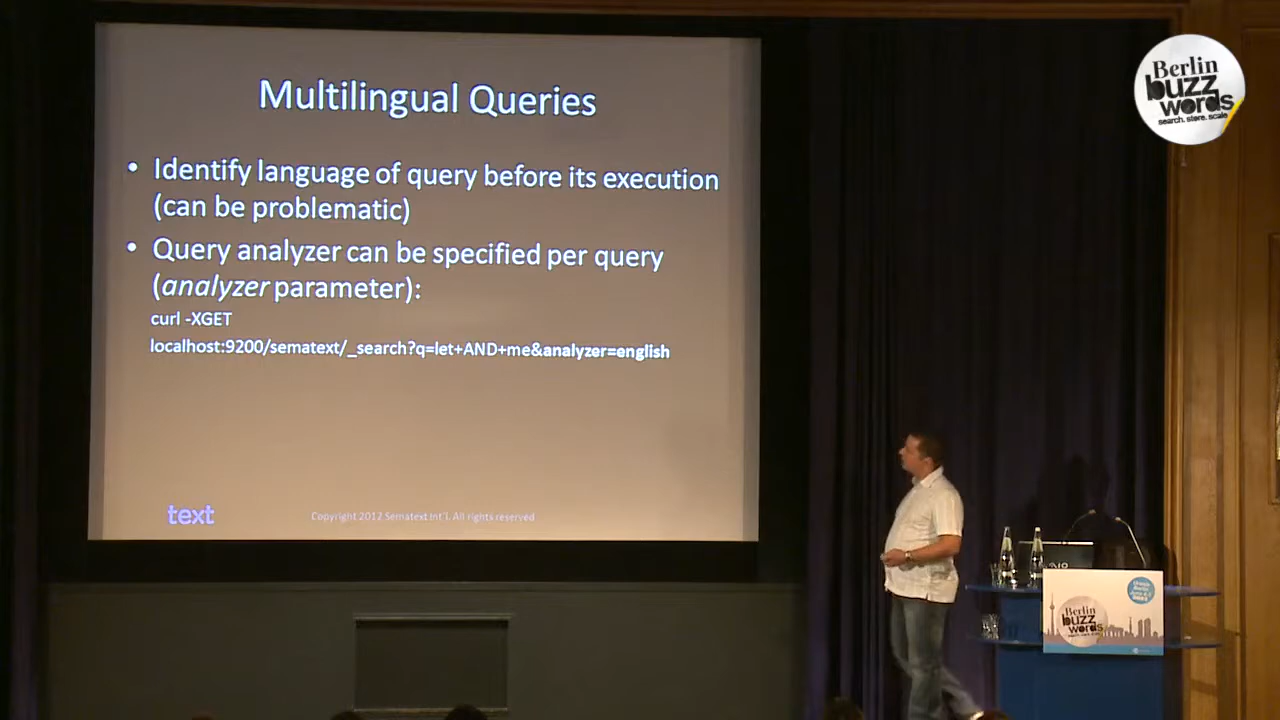 Multilingual Queries
• Identify language of query before its execution
(can be problematic)
• Query analyzer can be specified per query
(analyzer parameter):
curl -XGET
localhost:9200/sematext/_search?q=let+AND+me&analyzer=english
text
Copyright 2012 Sematext Int'l. All rights reserved
Berlin
buzz
words
search. store. scale
Berlin
buzz
words